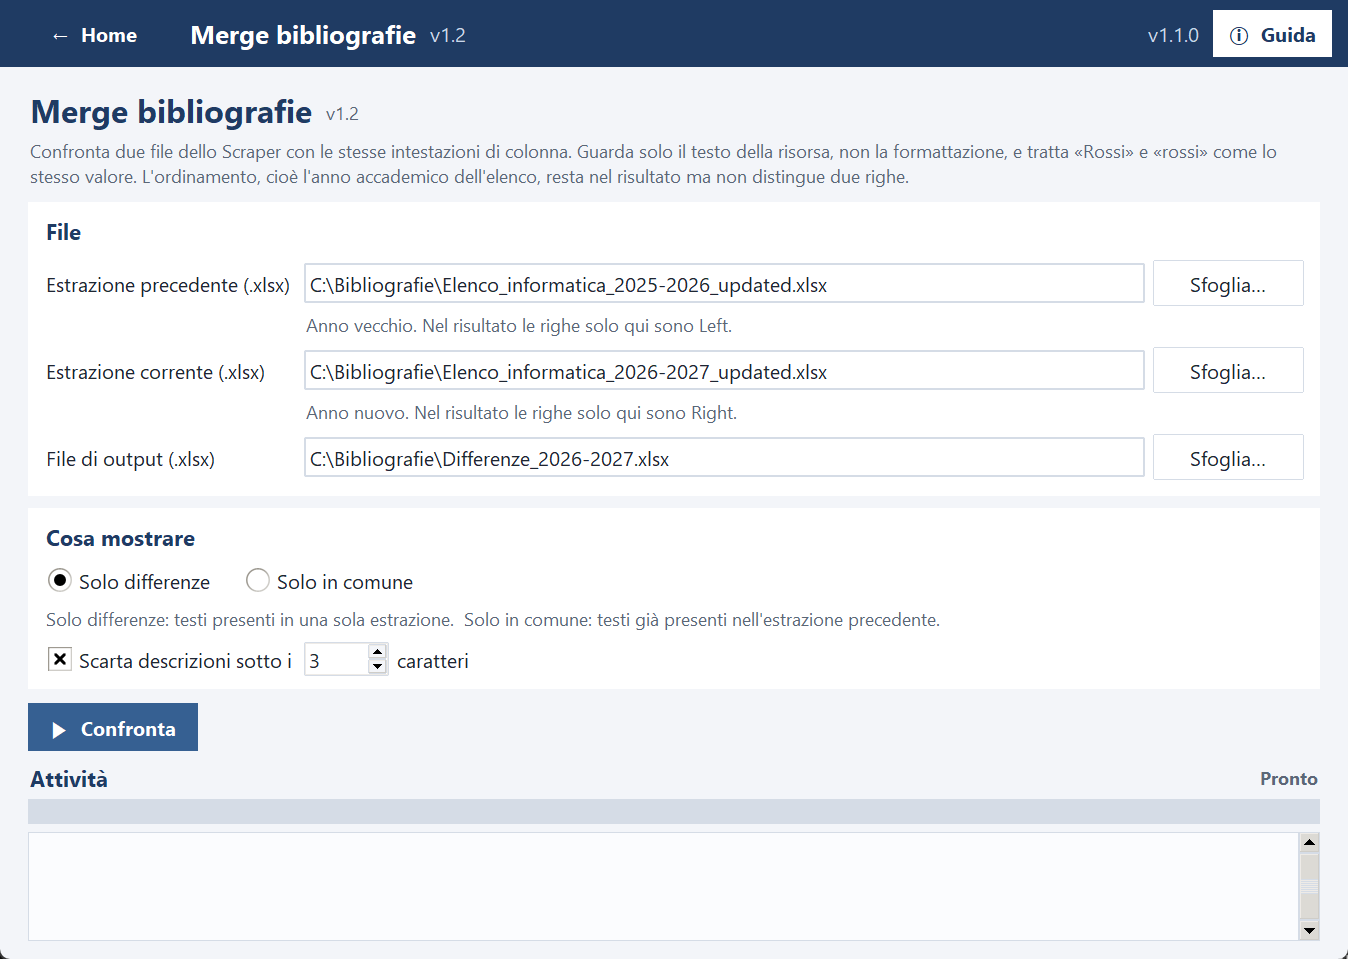 ← Home Merge bibliografie v1.2 v1.1.0 Guida
Merge bibliografie v1.2
Confronta due file dello Scraper con le stesse intestazioni di colonna. Guarda solo il testo della risorsa, non la formattazione, e tratta «Rossi» e «rossi» come lo
stesso valore. L'ordinamento, cioè l'anno accademico dell'elenco, resta nel risultato ma non distingue due righe.
File
Estrazione precedente (.xlsx) C:\Bibliografie\Elenco_informatica_2025-2026_updated.xlsx Sfoglia...
Anno vecchio. Nel risultato le righe solo qui sono Left.
Estrazione corrente (.xlsx) C:\Bibliografie\Elenco_informatica_2026-2027_updated.xlsx Sfoglia...
Anno nuovo. Nel risultato le righe solo qui sono Right.
File di output (.xlsx) C:\Bibliografie\Differenze_2026-2027.xlsx Sfoglia...
Cosa mostrare
Solo differenze Solo in comune
Solo differenze: testi presenti in una sola estrazione. Solo in comune: testi già presenti nell'estrazione precedente.
Scarta descrizioni sotto i 3 caratteri
Confronta
Attività Pronto